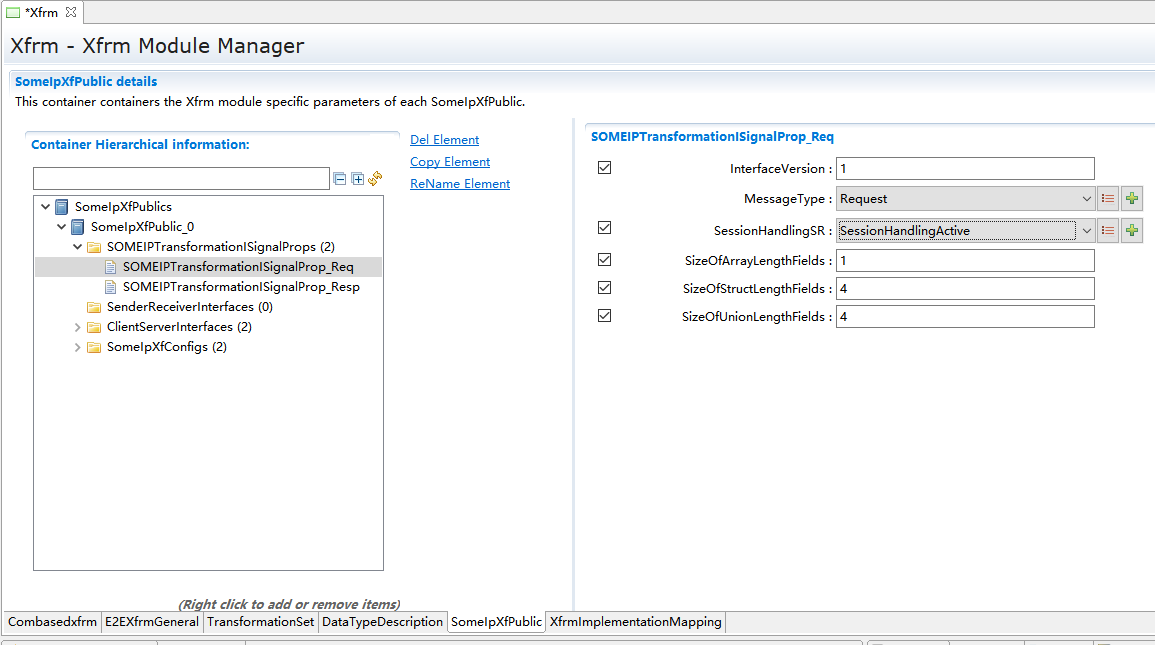 *Xfrm
Xfrm - Xfrm Module Manager
SomeIpXfPublic details
This container containers the Xfrm module specific parameters of each SomeIpXfPublic.
Container Hierarchical information:
Del Element
Copy Element
ReName Element
SomeIpXfPublics
SomeIpXfPublic_0
SOMEIPTransformationISignalProps (2)
SOMEIPTransformationISignalProp_Req
SOMEIPTransformationISignalProp_Resp
SenderReceiverInterfaces (0)
ClientServerInterfaces (2)
SomeIpXfConfigs (2)
(Right click to add or remove items)
SOMEIPTransformationISignalProp_Req
InterfaceVersion : 1
MessageType : Request
SessionHandlingSR : SessionHandlingActive
SizeOfArrayLengthFields : 1
SizeOfStructLengthFields : 4
SizeOfUnionLengthFields : 4
Combasedxfrm E2EXfrmGeneral TransformationSet DataTypeDescription SomeIpXfPublic XfrmImplementationMapping